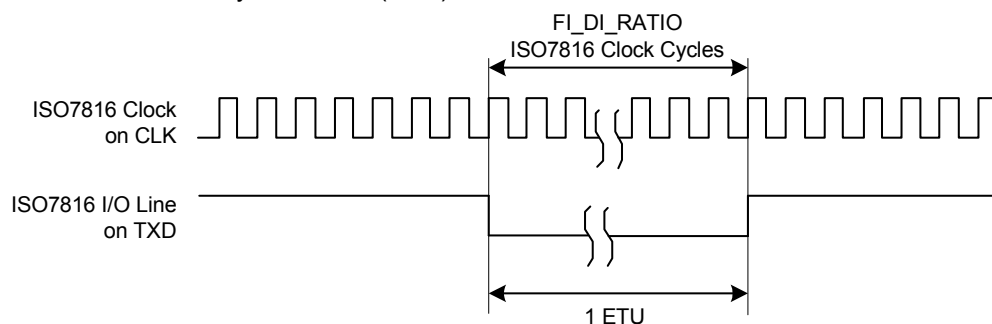 FI_DI_RATIO
ISO7816 Clock Cycles
ISO7816 Clock
on CLK
ISO7816 I/O Line
on TXD
1 ETU